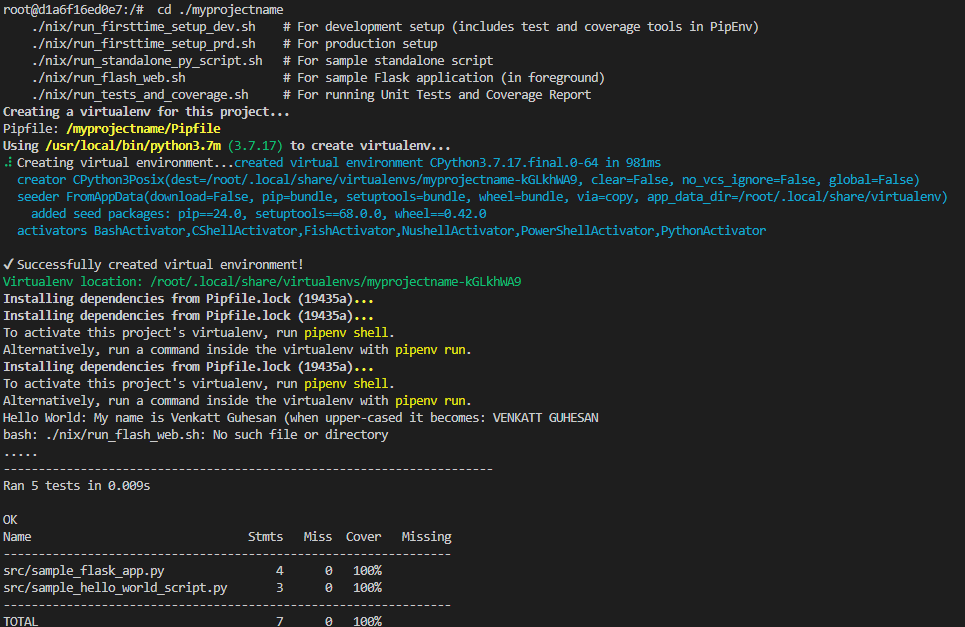 root@d1a6f16ed0e7:/#  cd ./myprojectname
    ./nix/run_firsttime_setup_dev.sh    # For development setup (includes test and coverage tools in PipEnv)
    ./nix/run_firsttime_setup_prd.sh    # For production setup
    ./nix/run_standalone_py_script.sh   # For sample standalone script
    ./nix/run_flash_web.sh              # For sample Flask application (in foreground)
    ./nix/run_tests_and_coverage.sh     # For running Unit Tests and Coverage Report
Creating a virtualenv for this project...
Pipfile: /myprojectname/Pipfile
Using /usr/local/bin/python3.7m (3.7.17) to create virtualenv...
⠼ Creating virtual environment...created virtual environment CPython3.7.17.final.0-64 in 981ms
  creator CPython3Posix(dest=/root/.local/share/virtualenvs/myprojectname-kGLkhWA9, clear=False, no_vcs_ignore=False, global=False)
  seeder FromAppData(download=False, pip=bundle, setuptools=bundle, wheel=bundle, via=copy, app_data_dir=/root/.local/share/virtualenv)
    added seed packages: pip==24.0, setuptools==68.0.0, wheel==0.42.0
  activators BashActivator,CShellActivator,FishActivator,NushellActivator,PowerShellActivator,PythonActivator
✔ Successfully created virtual environment!
Virtualenv location: /root/.local/share/virtualenvs/myprojectname-kGLkhWA9
Installing dependencies from Pipfile.lock (19435a)...
Installing dependencies from Pipfile.lock (19435a)...
To activate this project's virtualenv, run pipenv shell.
Alternatively, run a command inside the virtualenv with pipenv run.
Installing dependencies from Pipfile.lock (19435a)...
To activate this project's virtualenv, run pipenv shell.
Alternatively, run a command inside the virtualenv with pipenv run.
Hello World: My name is Venkatt Guhesan (when upper-cased it becomes: VENKATT GUHESAN
bash: ./nix/run_flash_web.sh: No such file or directory
.....
----------------------------------------------------------------------
Ran 5 tests in 0.009s
OK
Name                               Stmts   Miss  Cover   Missing
----------------------------------------------------------------
src/sample_flask_app.py                4      0   100%
src/sample_hello_world_script.py       3      0   100%
----------------------------------------------------------------
TOTAL                                  7      0   100%